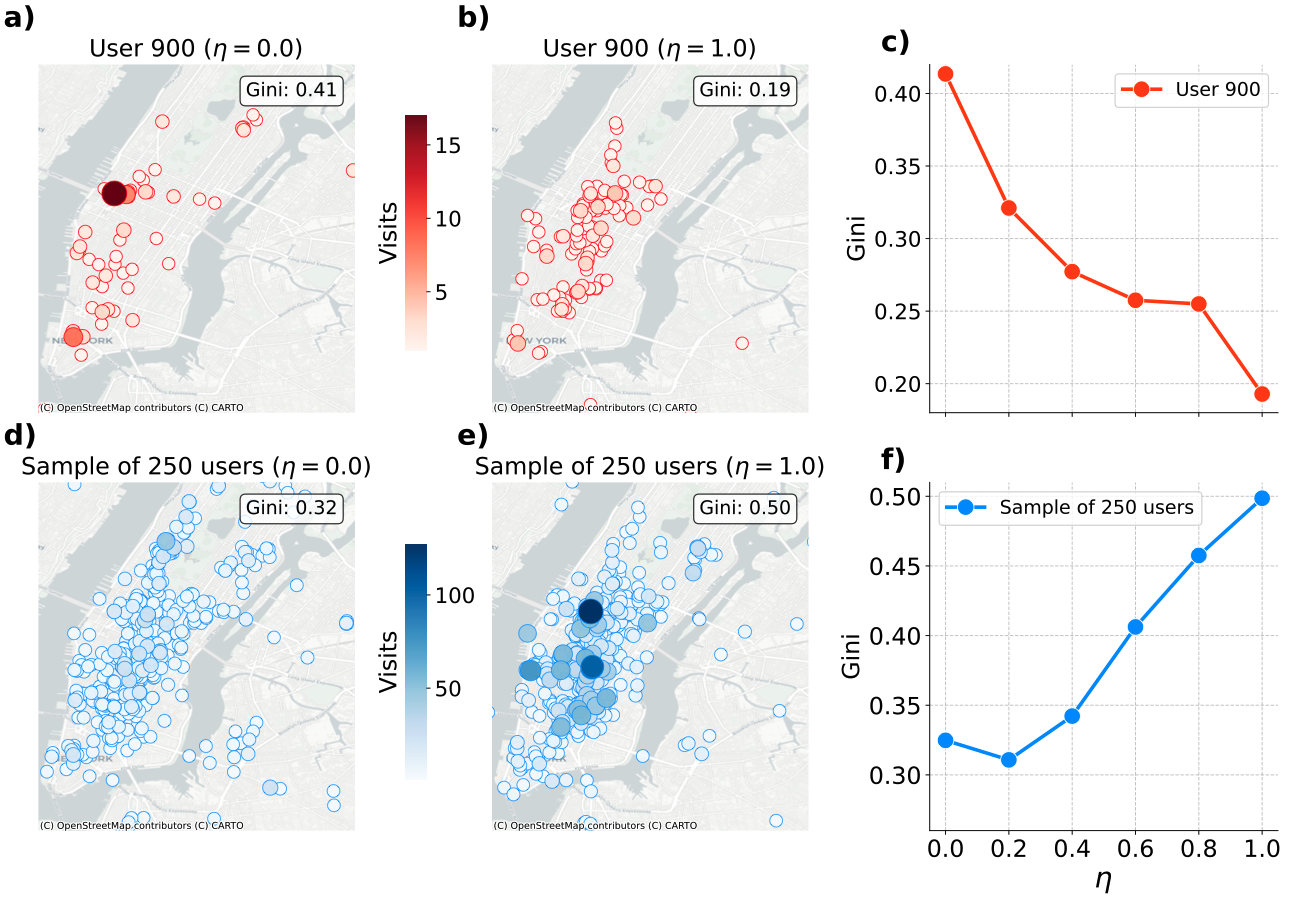 a)
User 900 (η = 0.0)
Gini: 0.41
NEW YORK
(C) OpenStreetMap contributors (C) CARTO
15
10
5
Visits
b)
User 900 (η = 1.0)
Gini: 0.19
YORK
(C) OpenStreetMap contributors (C) CARTO
c)
User 900
0.40
0.35
0.30
0.25
0.20
Gini
d)
Sample of 250 users (η = 0.0)
Gini: 0.32
(C) OpenStreetMap contributors (C) CARTO
100
50
Visits
e)
Sample of 250 users (η = 1.0)
Gini: 0.50
(C) OpenStreetMap contributors (C) CARTO
f)
Sample of 250 users
0.50
0.45
0.40
0.35
0.30
Gini
0.0 0.2 0.4 0.6 0.8 1.0
η